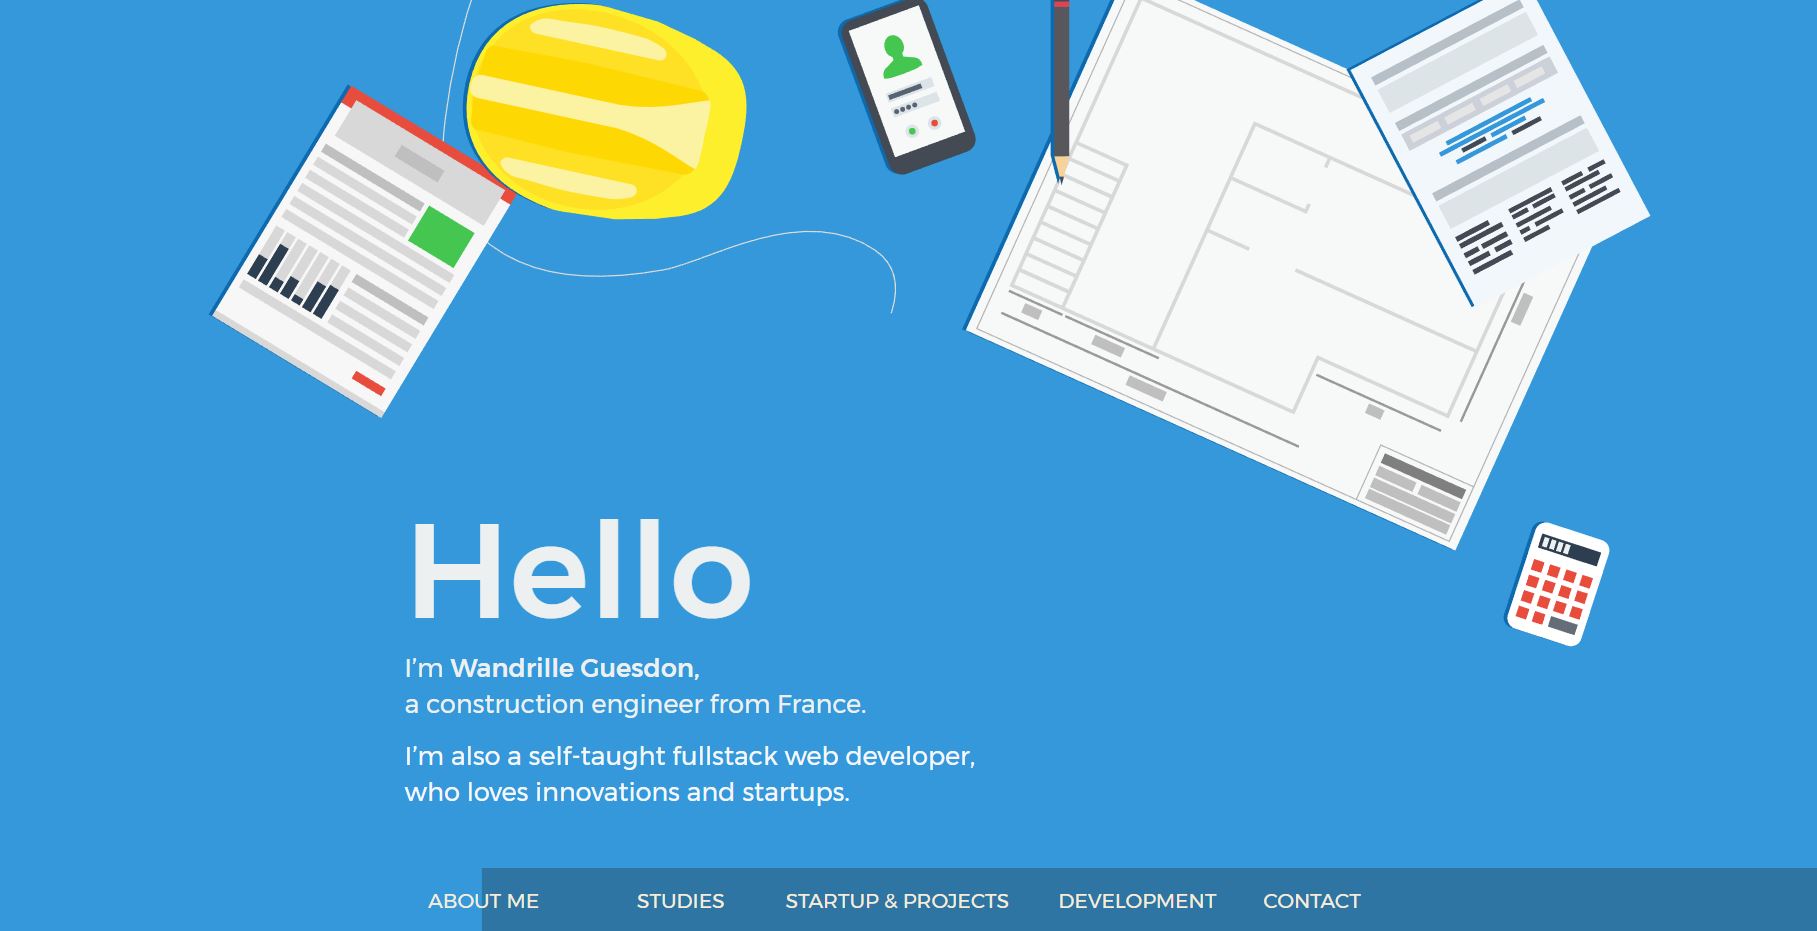 Hello
I'm Wandrille Guesdon,
a construction engineer from France.
I'm also a self-taught fullstack web developer,
who loves innovations and startups.
ABOUT ME STUDIES STARTUP & PROJECTS DEVELOPMENT CONTACT